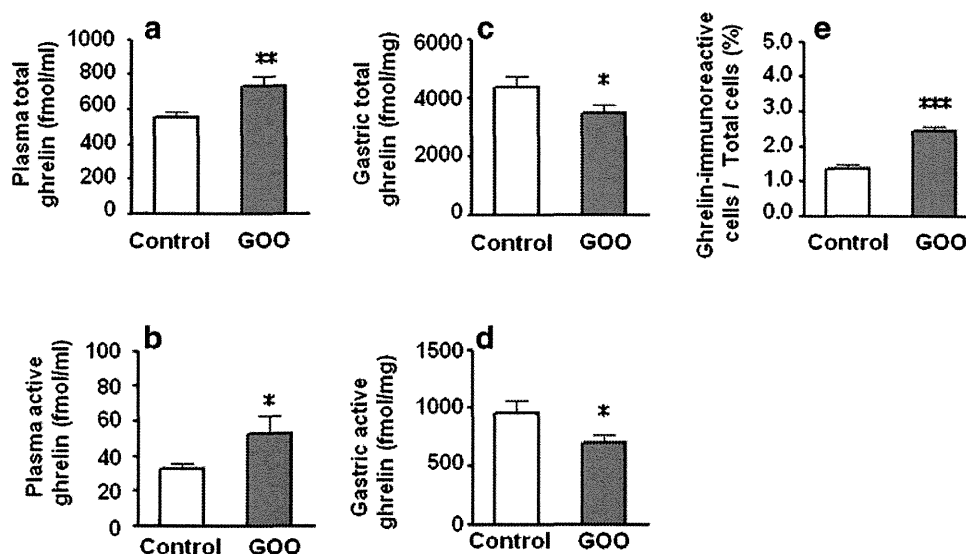 a
Plasma total
ghrelin (fmol/ml)
1000
800
600
400
200
0
**
Control GOO
c
Gastric total
ghrelin (fmol/mg)
6000
4000
2000
0
*
Control GOO
e
Ghrelin-immunoreactive
cells / Total cells (%)
5.0
4.0
3.0
2.0
1.0
0.0
***
Control GOO
b
Plasma active
ghrelin (fmol/ml)
100
80
60
40
20
0
*
Control GOO
d
Gastric active
ghrelin (fmol/mg)
1500
1000
500
0
*
Control GOO